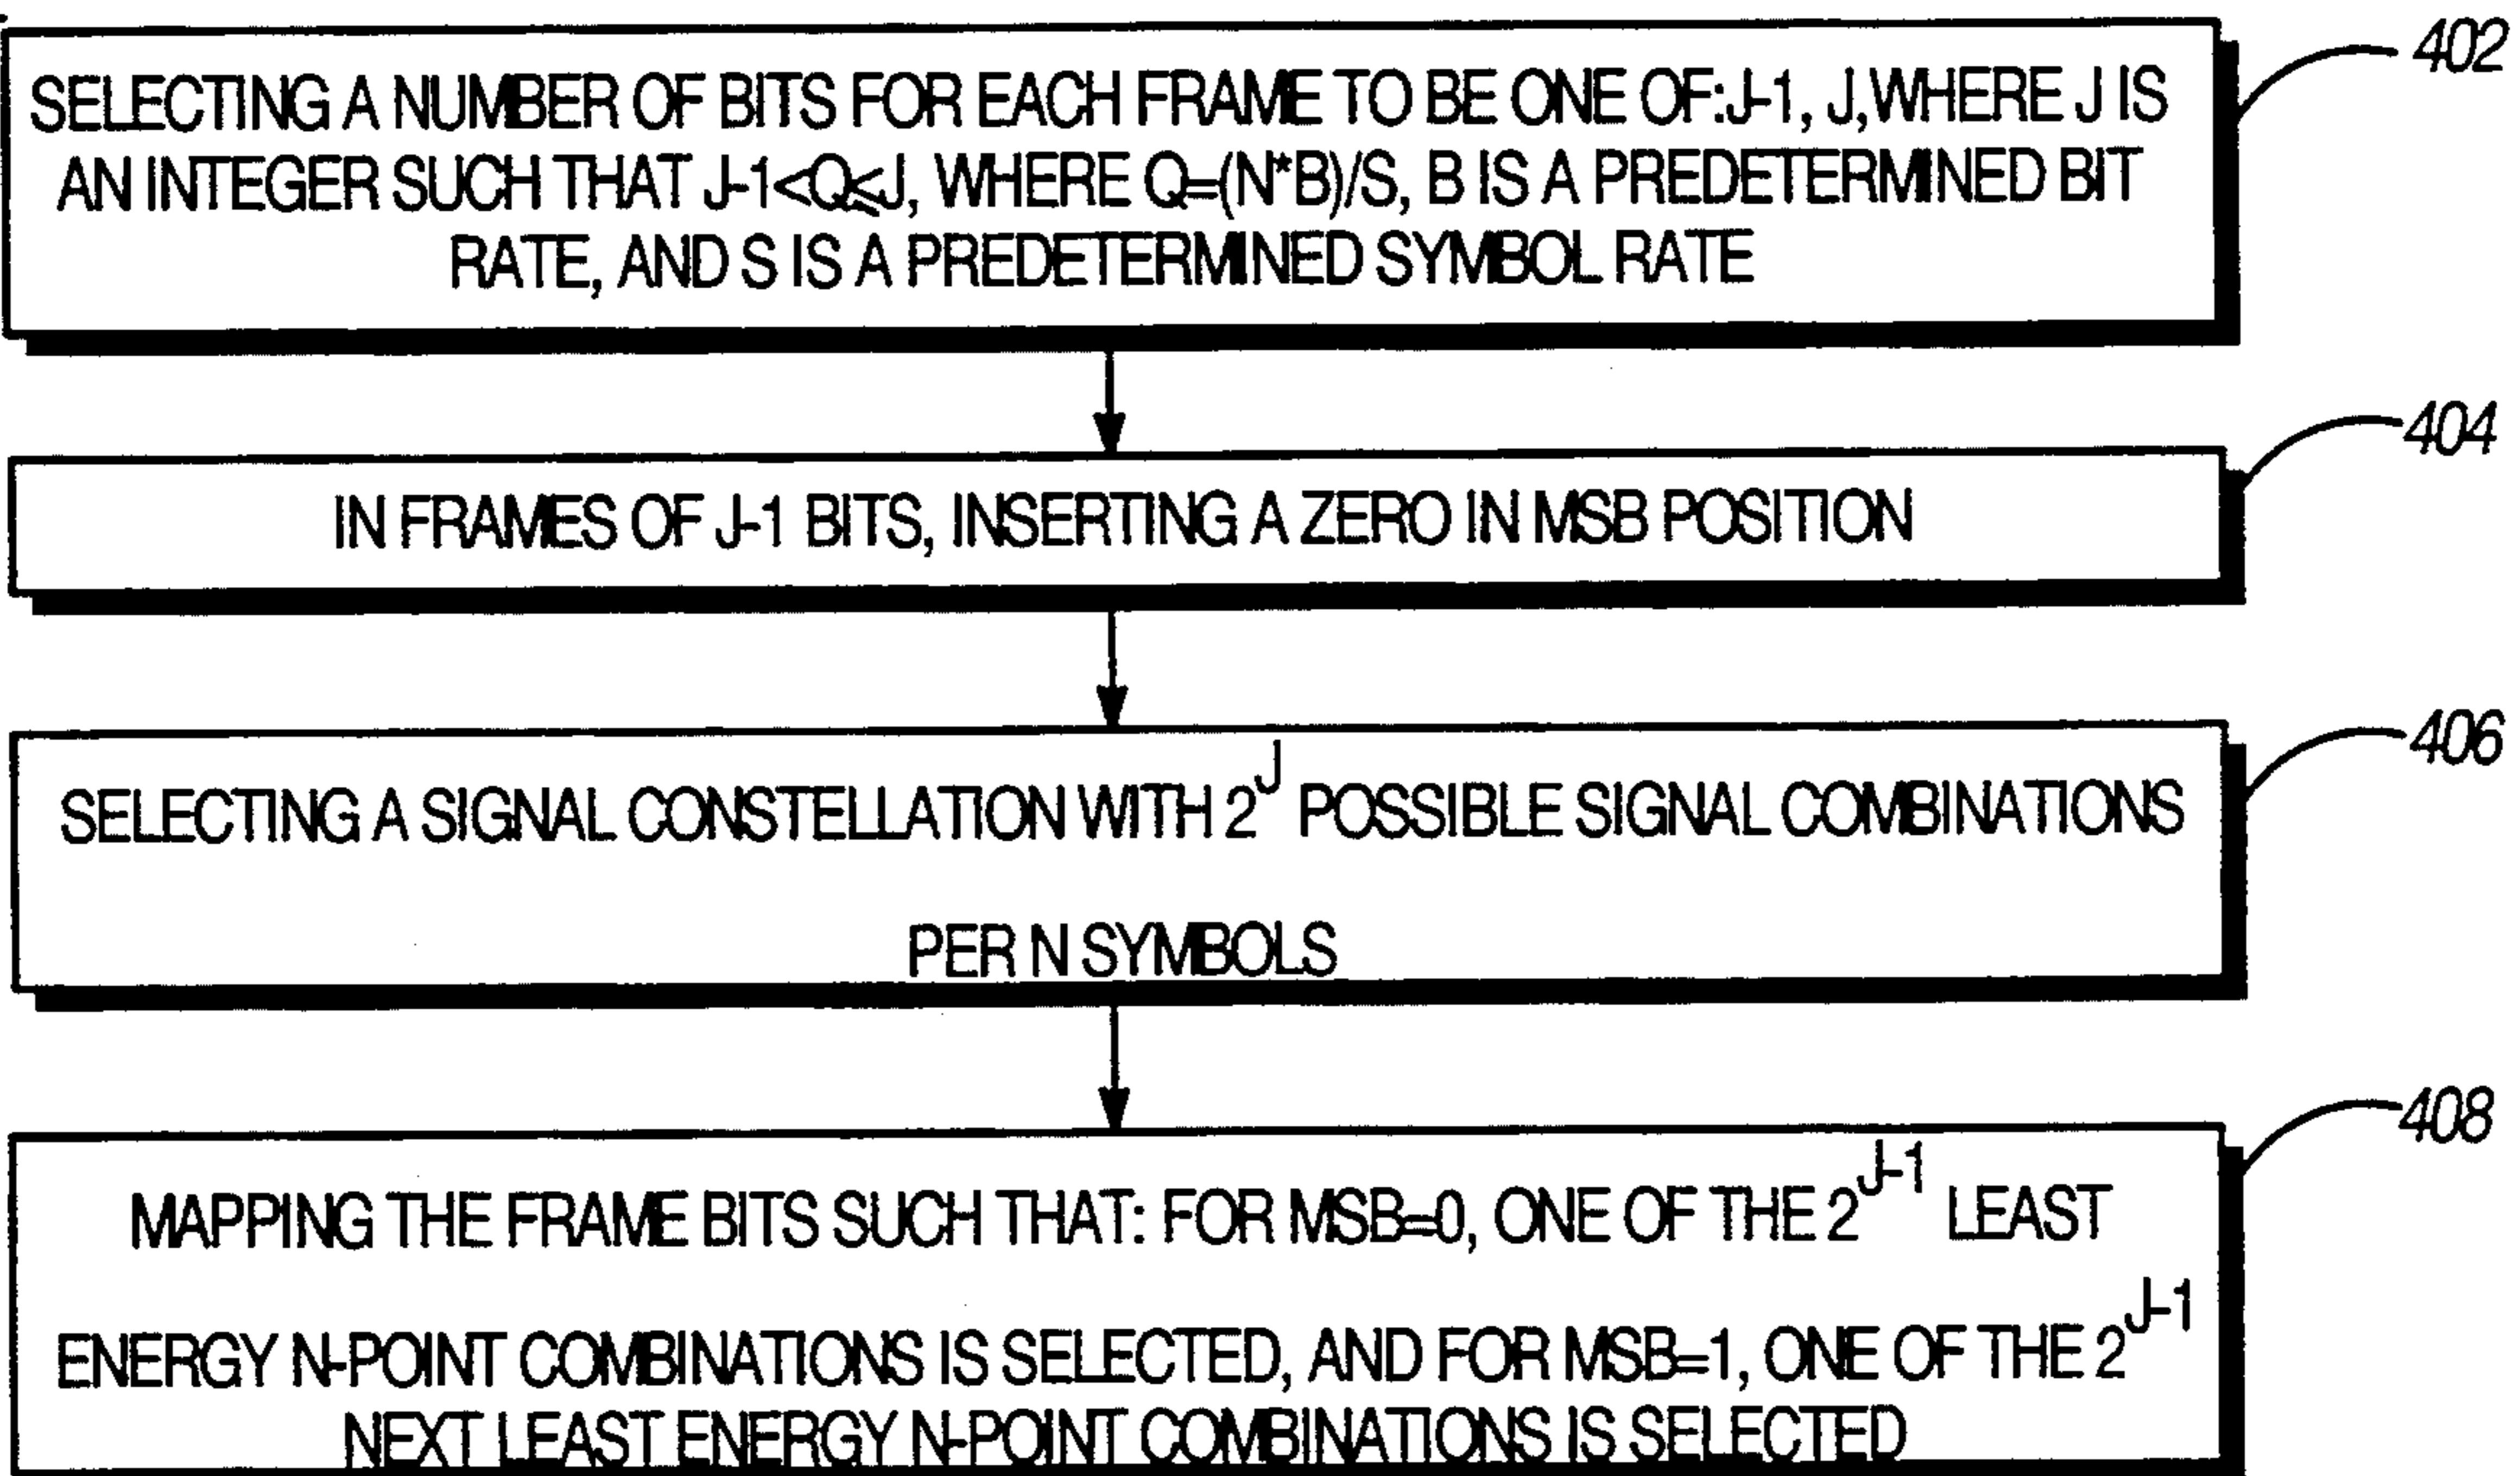 402
SELECTING A NUMBER OF BITS FOR EACH FRAME TO BE ONE OF:J-1, J,WHERE J IS
AN INTEGER SUCH THAT J-1<Q≤J, WHERE Q=(N*B)/S, B IS A PREDETERMINED BIT
RATE, AND S IS A PREDETERMINED SYMBOL RATE
404
IN FRAMES OF J-1 BITS, INSERTING A ZERO IN MSB POSITION
406
SELECTING A SIGNAL CONSTELLATION WITH 2^J POSSIBLE SIGNAL COMBINATIONS
PER N SYMBOLS
408
MAPPING THE FRAME BITS SUCH THAT: FOR MSB=0, ONE OF THE 2^J-1 LEAST
ENERGY N-POINT COMBINATIONS IS SELECTED, AND FOR MSB=1, ONE OF THE 2^J-1
NEXT LEAST ENERGY N-POINT COMBINATIONS IS SELECTED